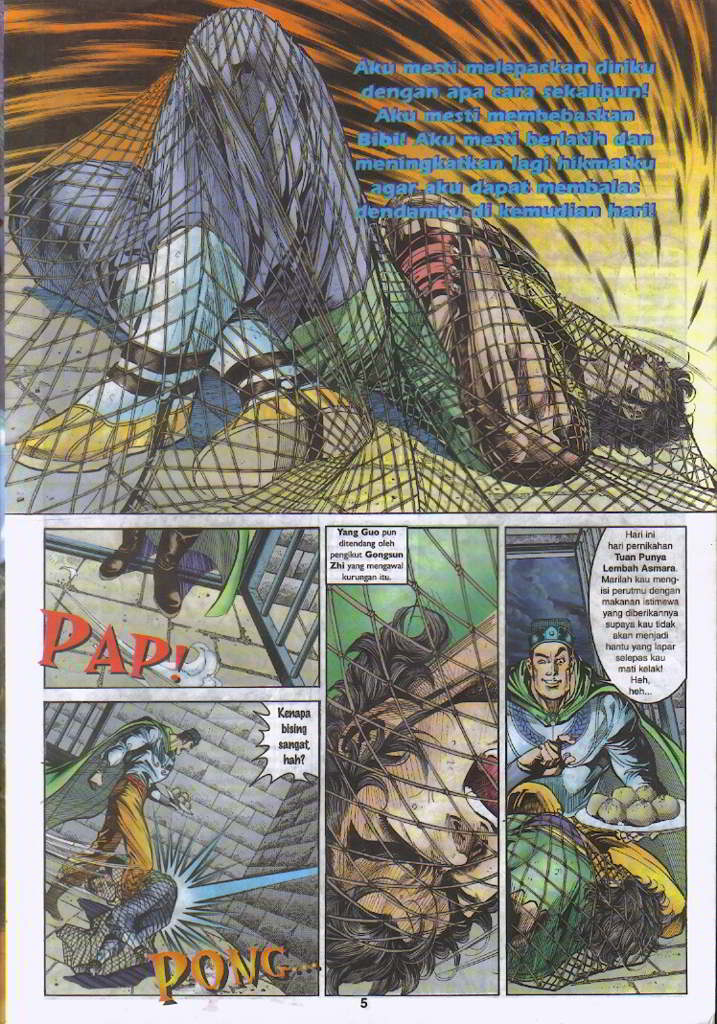 Aku mesti melepaskan diriku
dengan apa cara sekalipun!
Aku mesti membebaskan
Bibi! Aku mesti berlatih dan
meningkatkan lagi hikmatku
agar aku dapat membalas
dendamku di kemudian hari!
PAP!
Kenapa
bising
sangat,
hah?
PONG...
Yang Guo pun
ditendang oleh
pengikut Gongsun
Zhi yang mengawal
kurungan itu.
Hari ini
hari pernikahan
Tuan Punya
Lembah Asmara.
Marilah kau meng-
isi perutmu dengan
makanan istimewa
yang diberikannya
supaya kau tidak
akan menjadi
hantu yang lapar
selepas kau
mati kelak!
Heh,
heh...
5